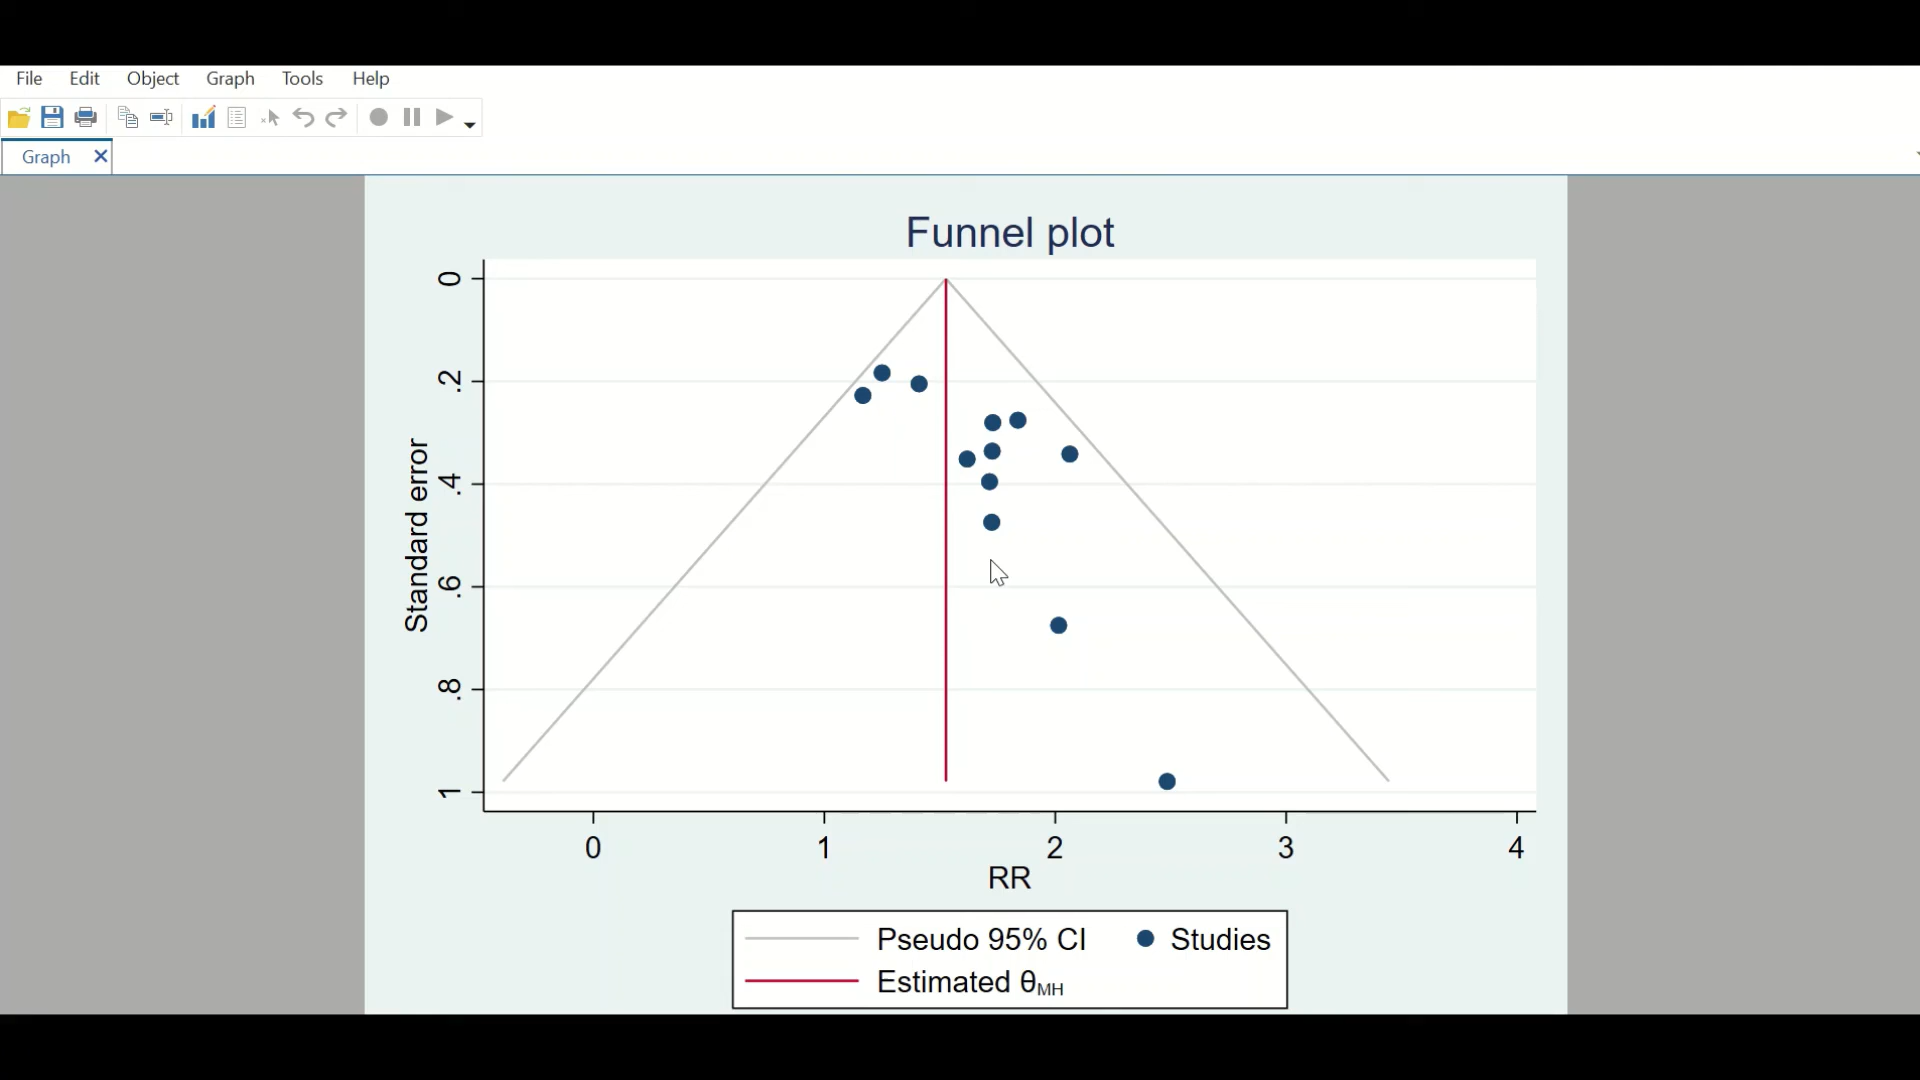 File Edit Object Graph Tools Help
Graph
Funnel plot
Standard error
0
.2
.4
.6
.8
1
0 1 2 3 4
RR
Pseudo 95% CI Studies
Estimated θMH